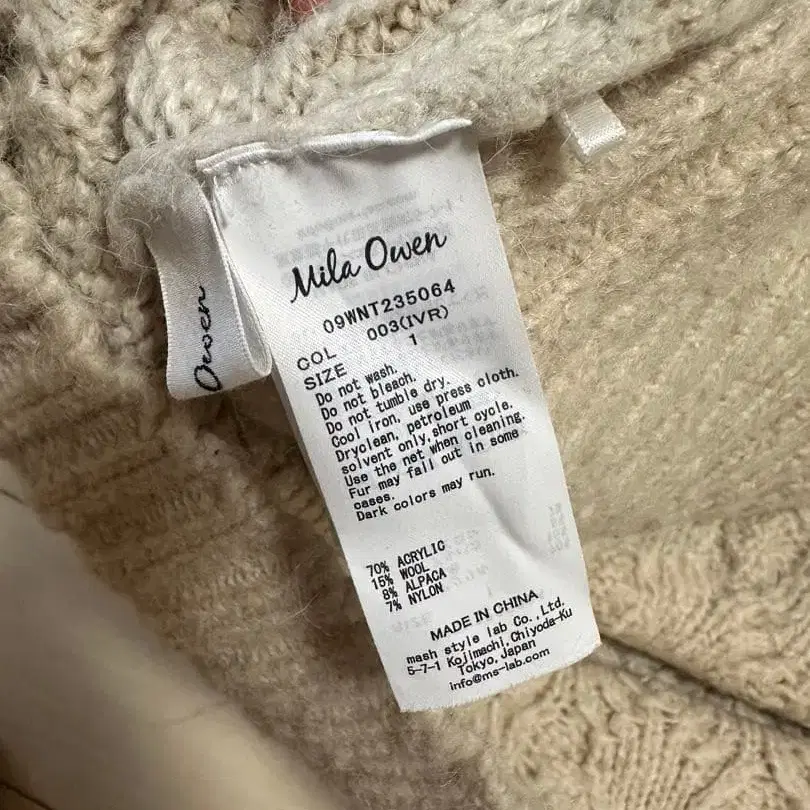 Mila Owen
09WNT235064
COL 003(IVR)
SIZE 1
Do not wash.
Do not bleach.
Do not tumble dry.
Cool iron, use press cloth.
Dryclean, petroleum
solvent only,short cycle.
Use the net when cleaning.
Fur may fall out in some
cases.
Dark colors may run.
70% ACRYLIC
15% WOOL
8% ALPACA
7% NYLON
MADE IN CHINA
mash style lab Co.,Ltd.
5-7-1 Kojimachi,Chiyoda-Ku
Tokyo,Japan
info@ms-lab.com
Owen